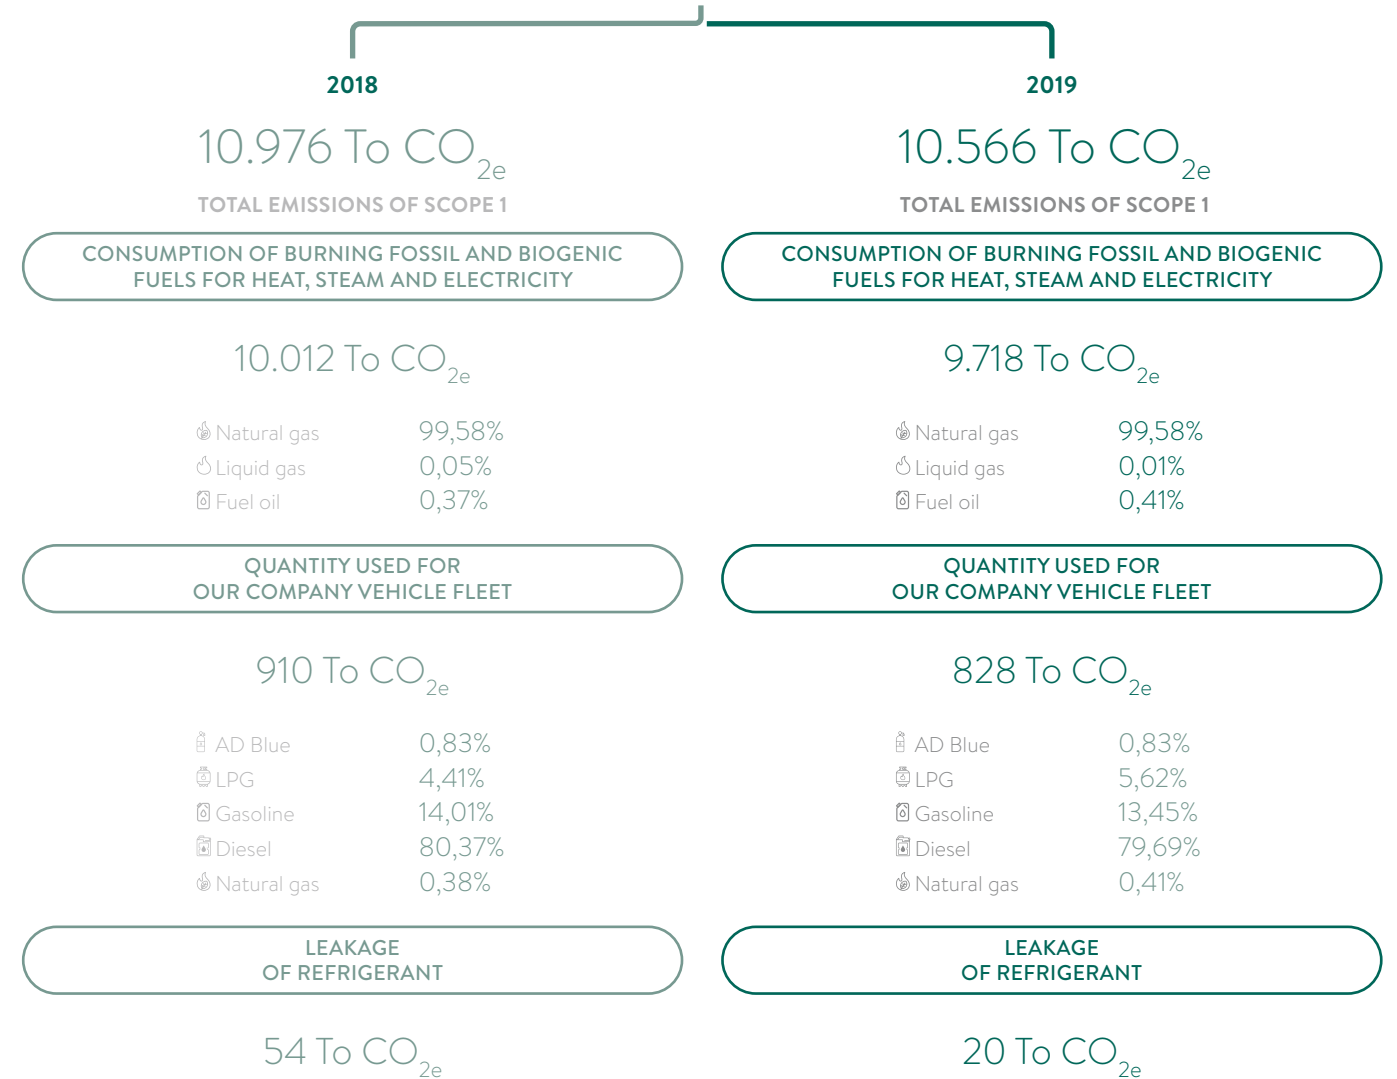 2018
10.976 To CO2e
TOTAL EMISSIONS OF SCOPE 1
CONSUMPTION OF BURNING FOSSIL AND BIOGENIC
FUELS FOR HEAT, STEAM AND ELECTRICITY
10.012 To CO2e
Natural gas 99,58%
Liquid gas 0,05%
Fuel oil 0,37%
QUANTITY USED FOR
OUR COMPANY VEHICLE FLEET
910 To CO2e
AD Blue 0,83%
LPG 4,41%
Gasoline 14,01%
Diesel 80,37%
Natural gas 0,38%
LEAKAGE
OF REFRIGERANT
54 To CO2e
2019
10.566 To CO2e
TOTAL EMISSIONS OF SCOPE 1
CONSUMPTION OF BURNING FOSSIL AND BIOGENIC
FUELS FOR HEAT, STEAM AND ELECTRICITY
9.718 To CO2e
Natural gas 99,58%
Liquid gas 0,01%
Fuel oil 0,41%
QUANTITY USED FOR
OUR COMPANY VEHICLE FLEET
828 To CO2e
AD Blue 0,83%
LPG 5,62%
Gasoline 13,45%
Diesel 79,69%
Natural gas 0,41%
LEAKAGE
OF REFRIGERANT
20 To CO2e